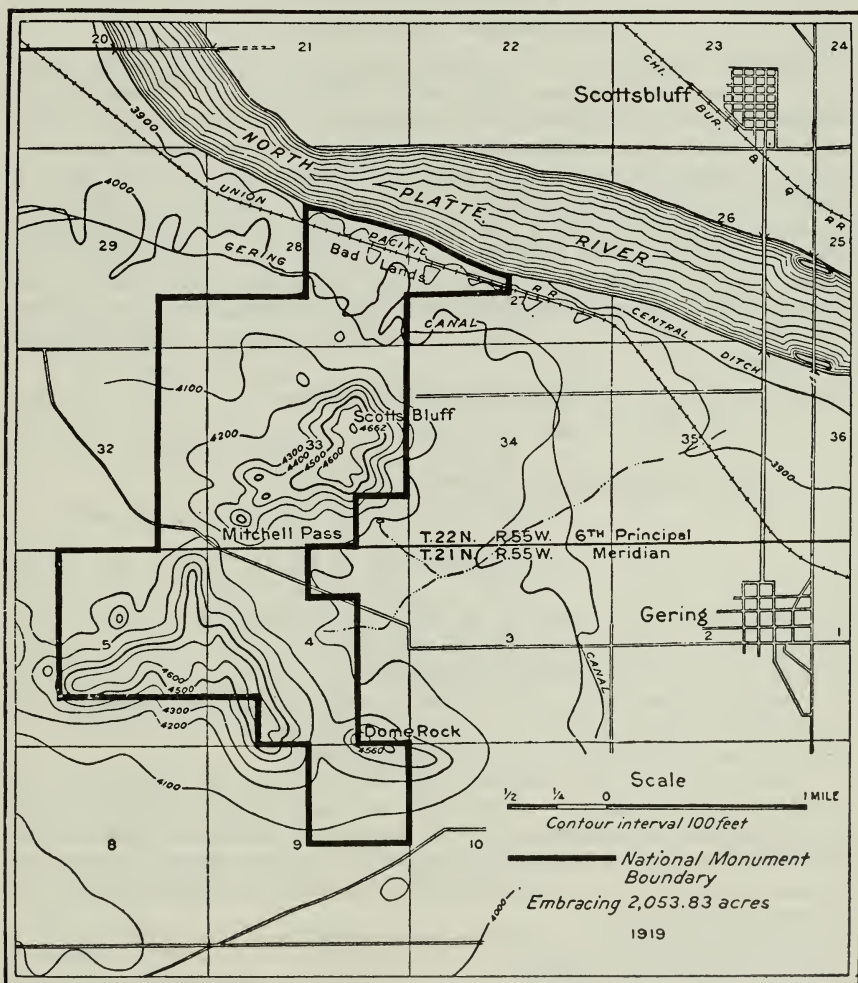 20
21
22
23
24
CHI.
BUR.
&
Q
RR
Scottsbluff
3900
NORTH
PLATTE
RIVER
26
25
4000
UNION
PACIFIC
RR
29
28
GERING
Bad Lands
27
CANAL
CENTRAL
DITCH
4100
Scotts Bluff
4662
4200
32
33
4300
4400
4500
4600
34
35
36
3900
Mitchell Pass
T.22N. R.55W. 6TH Principal
T.21N. R.55W. Meridian
Gering
5
4
3
2
1
CANAL
4600
4500
4300
4200
Dome Rock
4560
4100
Scale
1/2 1/4 0 1 MILE
Contour interval 100 feet
8
9
10
National Monument
Boundary
4000
Embracing 2,053.83 acres
1919